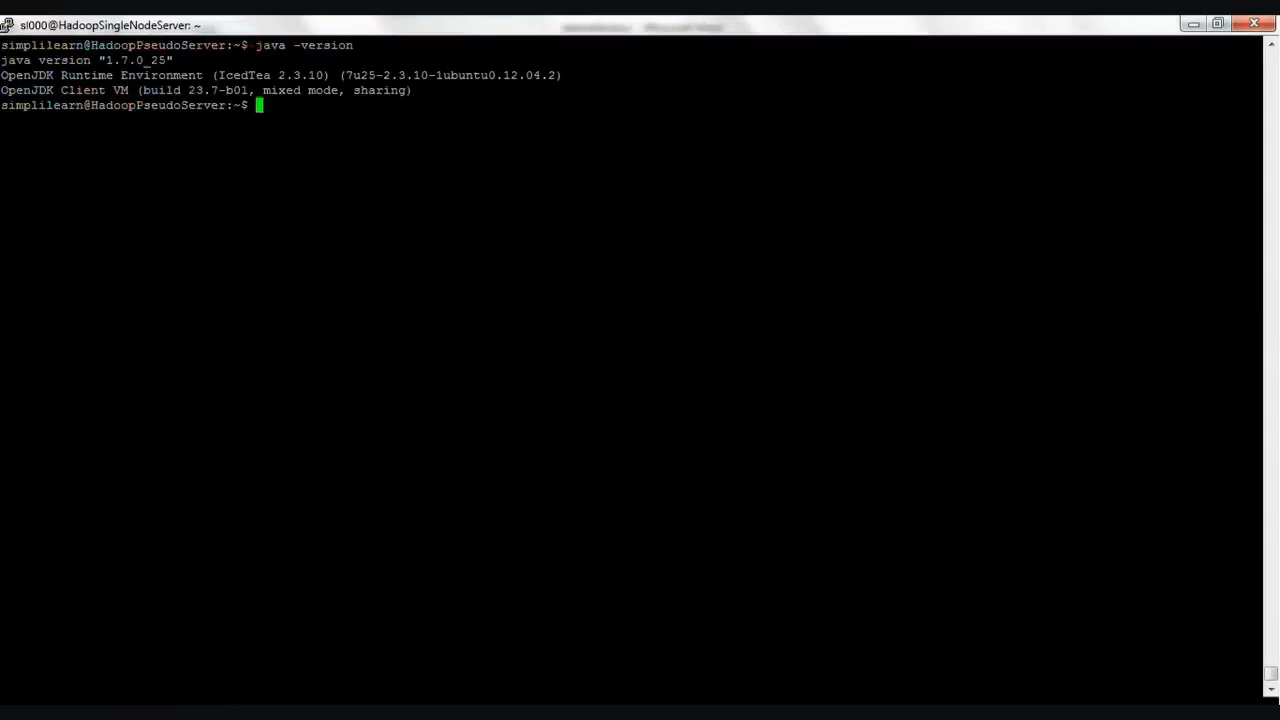 sl000@HadoopSingleNodeServer: ~
simplilearn@HadoopPseudoServer:~$ java -version
java version "1.7.0_25"
OpenJDK Runtime Environment (IcedTea 2.3.10) (7u25-2.3.10-1ubuntu0.12.04.2)
OpenJDK Client VM (build 23.7-b01, mixed mode, sharing)
simplilearn@HadoopPseudoServer:~$